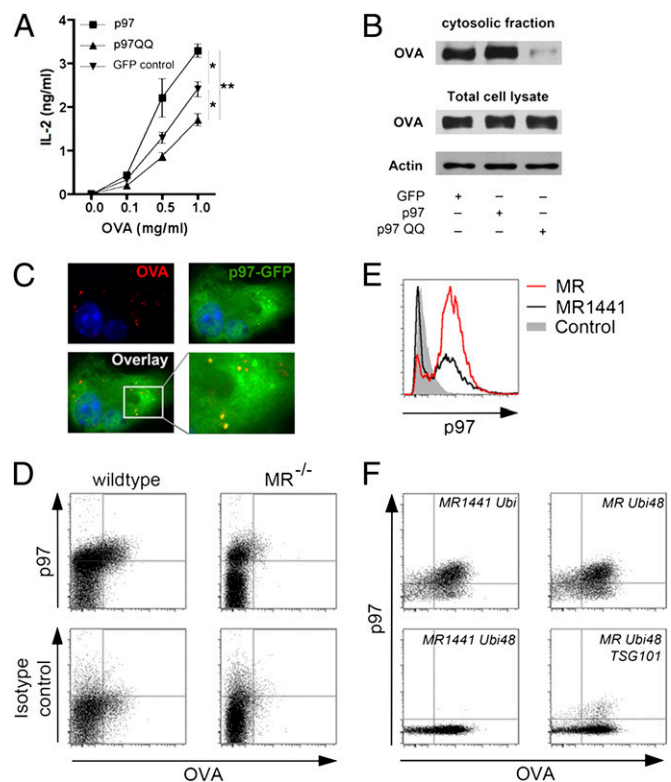 A
p97
p97QQ
GFP control
IL-2 (ng/ml)
4
3
2
1
0
0.0 0.1 0.5 1.0
OVA (mg/ml)
*
*
**
B
cytosolic fraction
OVA
Total cell lysate
OVA
Actin
GFP + – –
p97 – + –
p97 QQ – – +
C
OVA
p97-GFP
Overlay
E
MR
MR1441
Control
p97
D
wildtype
MR-/-
p97
Isotype
control
OVA
F
MR1441 Ubi
MR Ubi48
p97
MR1441 Ubi48
MR Ubi48
TSG101
OVA